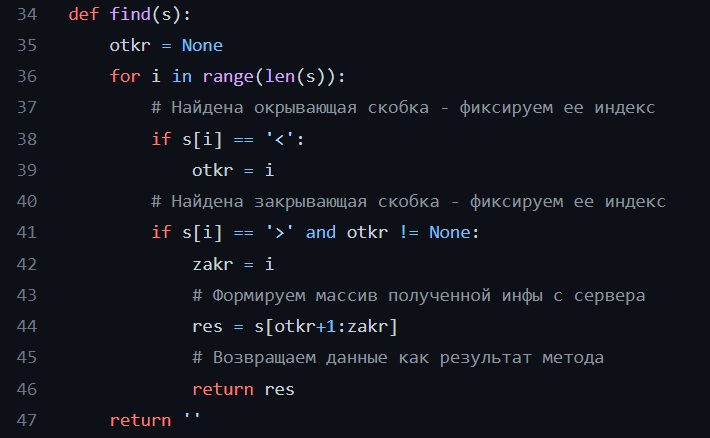 34 def find(s):
35     otkr = None
36     for i in range(len(s)):
37         # Найдена окрывающая скобка - фиксируем ее индекс
38         if s[i] == '<':
39             otkr = i
40         # Найдена закрывающая скобка - фиксируем ее индекс
41         if s[i] == '>' and otkr != None:
42             zakr = i
43             # Формируем массив полученной инфы с сервера
44             res = s[otkr+1:zakr]
45             # Возвращаем данные как результат метода
46             return res
47     return ''